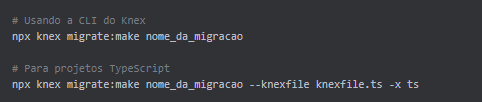 # Usando a CLI do Knex
npx knex migrate:make nome_da_migracao
# Para projetos TypeScript
npx knex migrate:make nome_da_migracao --knexfile knexfile.ts -x ts